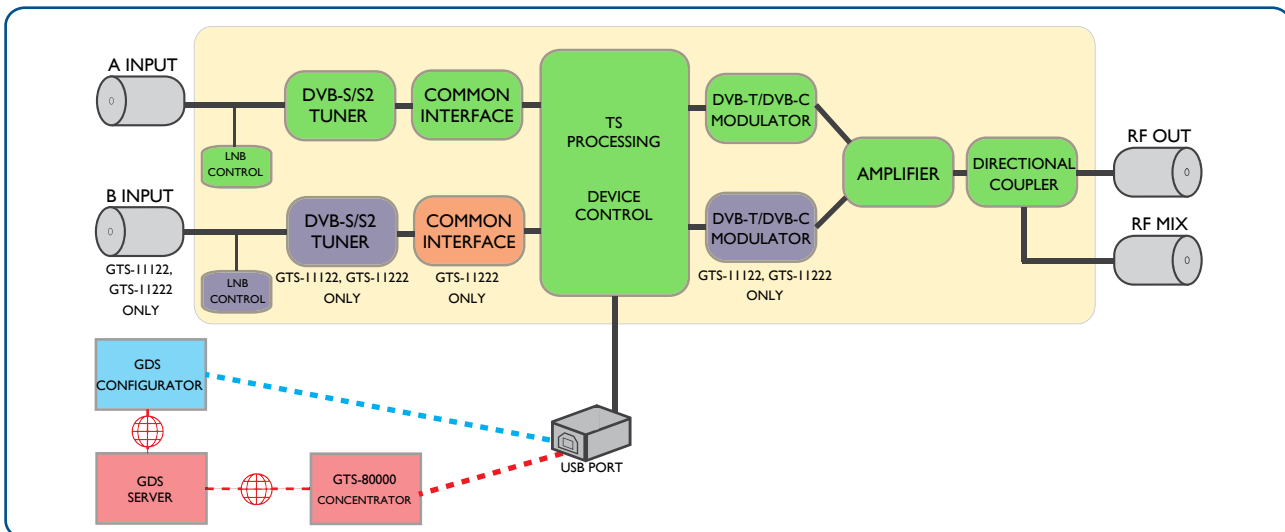 A INPUT
DVB-S/S2
TUNER
COMMON
INTERFACE
LNB
CONTROL
TS
PROCESSING
DEVICE
CONTROL
DVB-T/DVB-C
MODULATOR
AMPLIFIER
DIRECTIONAL
COUPLER
RF OUT
RF MIX
B INPUT
GTS-11122,
GTS-11222
ONLY
LNB
CONTROL
DVB-S/S2
TUNER
GTS-11122, GTS-11222
ONLY
COMMON
INTERFACE
GTS-11222
ONLY
DVB-T/DVB-C
MODULATOR
GTS-11122, GTS-11222
ONLY
GDS
CONFIGURATOR
GDS
SERVER
GTS-80000
CONCENTRATOR
USB PORT